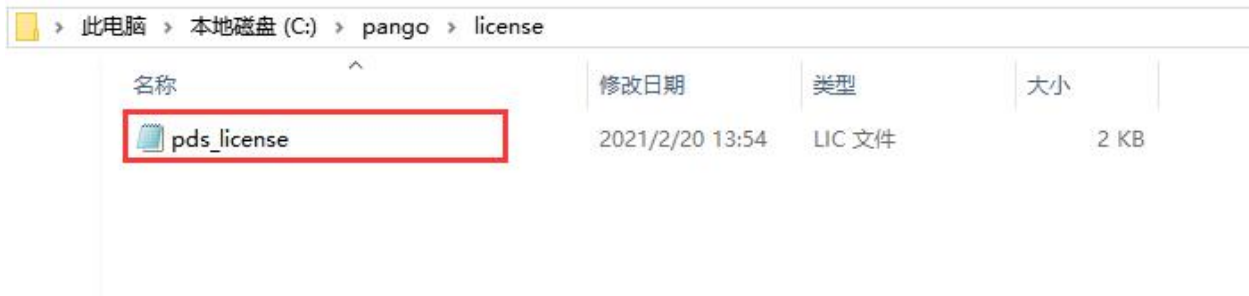 此电脑 › 本地磁盘 (C:) › pango › license
名称 修改日期 类型 大小
pds_license 2021/2/20 13:54 LIC 文件 2 KB